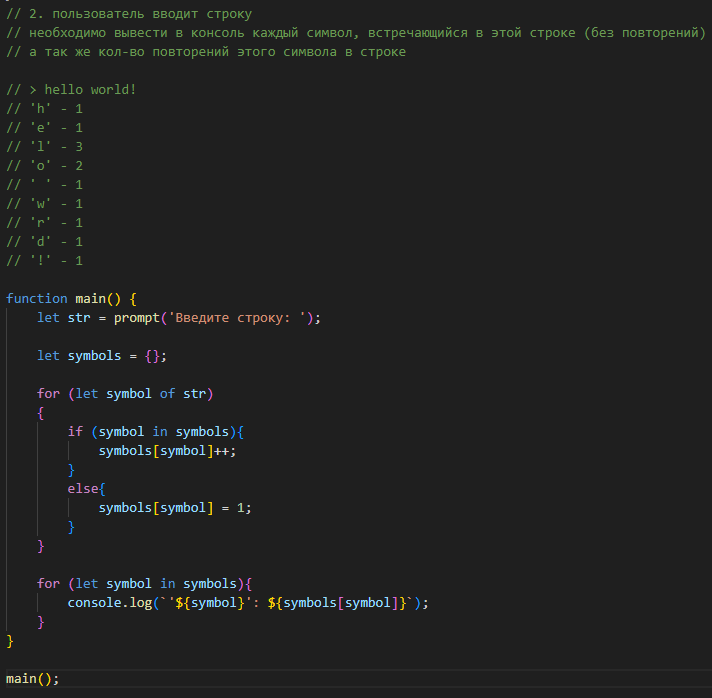 // 2. пользователь вводит строку
// необходимо вывести в консоль каждый символ, встречающийся в этой строке (без повторений)
// а так же кол-во повторений этого символа в строке
// > hello world!
// 'h' - 1
// 'e' - 1
// 'l' - 3
// 'o' - 2
// ' ' - 1
// 'w' - 1
// 'r' - 1
// 'd' - 1
// '!' - 1
function main() {
    let str = prompt('Введите строку: ');
    let symbols = {};
    for (let symbol of str)
    {
        if (symbol in symbols){
            symbols[symbol]++;
        }
        else{
            symbols[symbol] = 1;
        }
    }
    for (let symbol in symbols){
        console.log(`'${symbol}': ${symbols[symbol]}`);
    }
}
main();